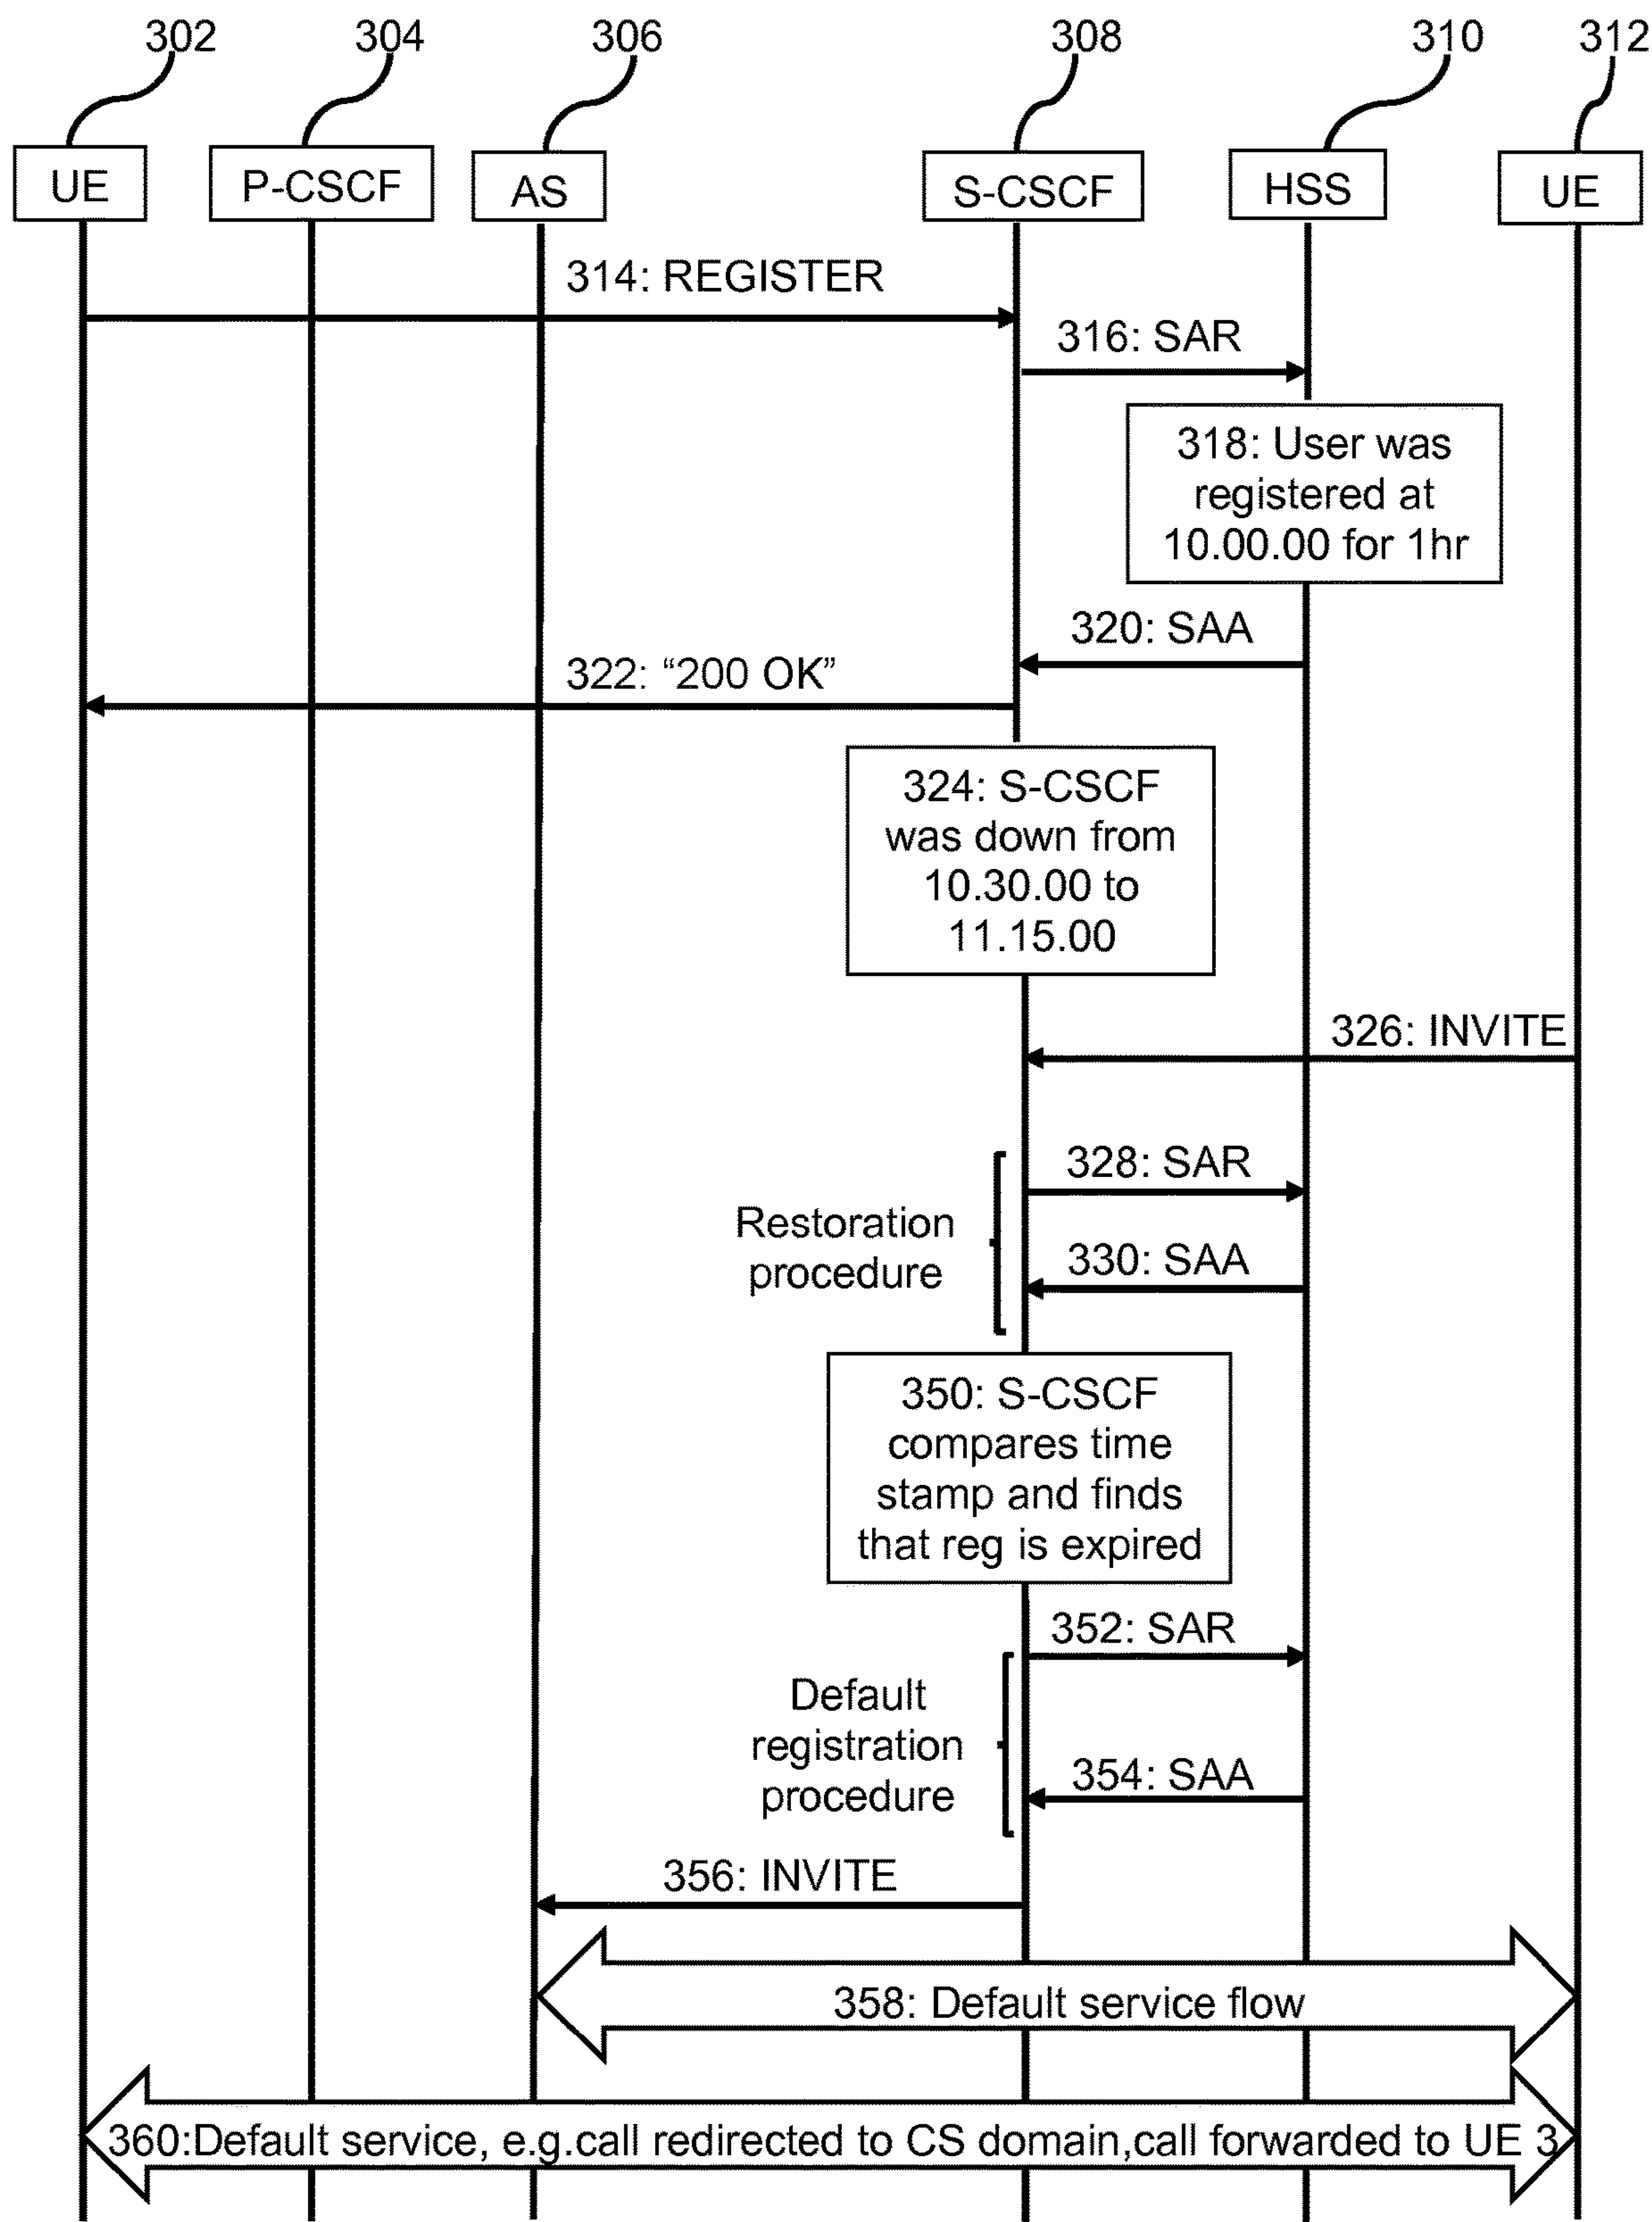 302
304
306
308
310
312
UE
P-CSCF
AS
S-CSCF
HSS
UE
314: REGISTER
316: SAR
318: User was
registered at
10.00.00 for 1hr
320: SAA
322: “200 OK”
324: S-CSCF
was down from
10.30.00 to
11.15.00
326: INVITE
328: SAR
Restoration
procedure
330: SAA
350: S-CSCF
compares time
stamp and finds
that reg is expired
352: SAR
Default
registration
procedure
354: SAA
356: INVITE
358: Default service flow
360:Default service, e.g.call redirected to CS domain,call forwarded to UE 3